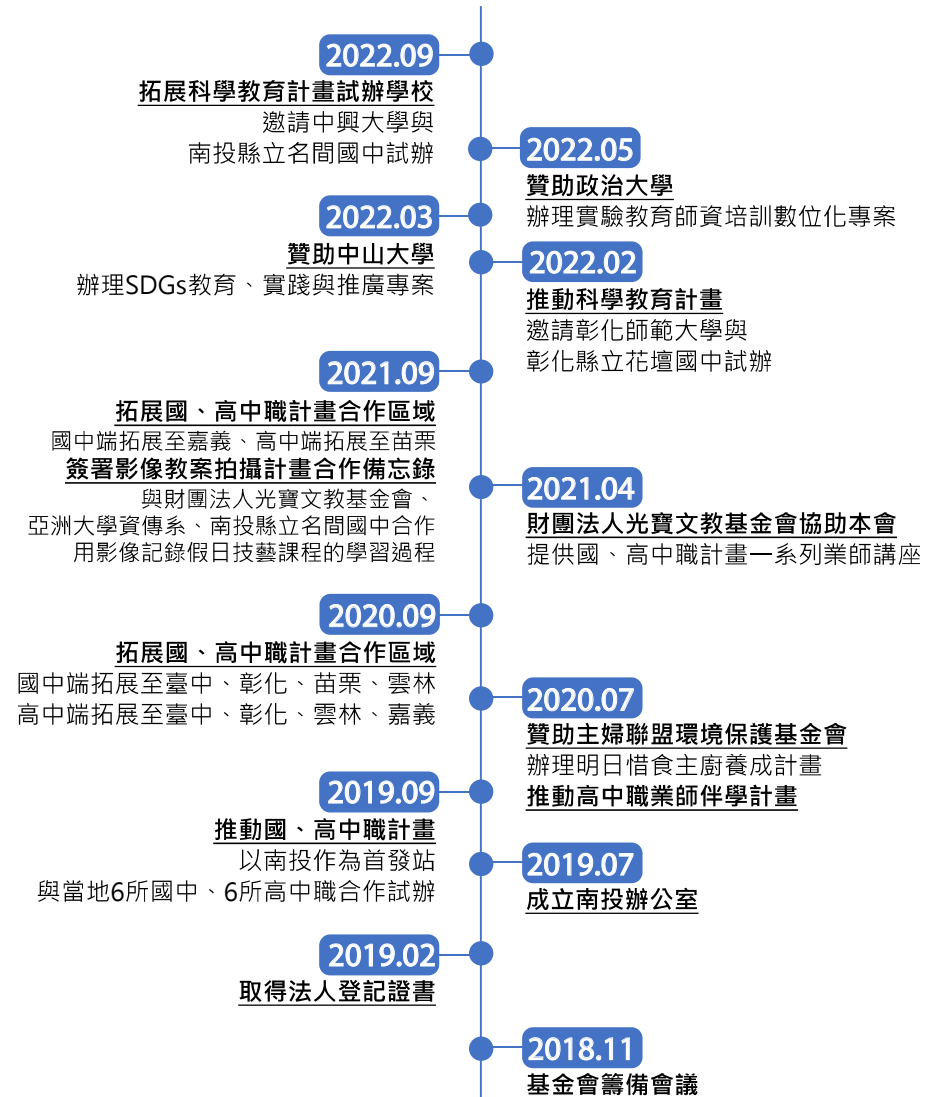 2022.09
拓展科學教育計畫試辦學校
邀請中興大學與
南投縣立名間國中試辦
2022.05
贊助政治大學
辦理實驗教育師資培訓數位化專案
2022.03
贊助中山大學
辦理SDGs教育、實踐與推廣專案
2022.02
推動科學教育計畫
邀請彰化師範大學與
彰化縣立花壇國中試辦
2021.09
拓展國、高中職計畫合作區域
國中端拓展至嘉義、高中端拓展至苗栗
簽署影像教案拍攝計畫合作備忘錄
與財團法人光寶文教基金會、
亞洲大學資傳系、南投縣立名間國中合作
用影像記錄假日技藝課程的學習過程
2021.04
財團法人光寶文教基金會協助本會
提供國、高中職計畫一系列業師講座
2020.09
拓展國、高中職計畫合作區域
國中端拓展至臺中、彰化、苗栗、雲林
高中端拓展至臺中、彰化、雲林、嘉義
2020.07
贊助主婦聯盟環境保護基金會
辦理明日惜食主廚養成計畫
推動高中職業師伴學計畫
2019.09
推動國、高中職計畫
以南投作為首發站
與當地6所國中、6所高中職合作試辦
2019.07
成立南投辦公室
2019.02
取得法人登記證書
2018.11
基金會籌備會議